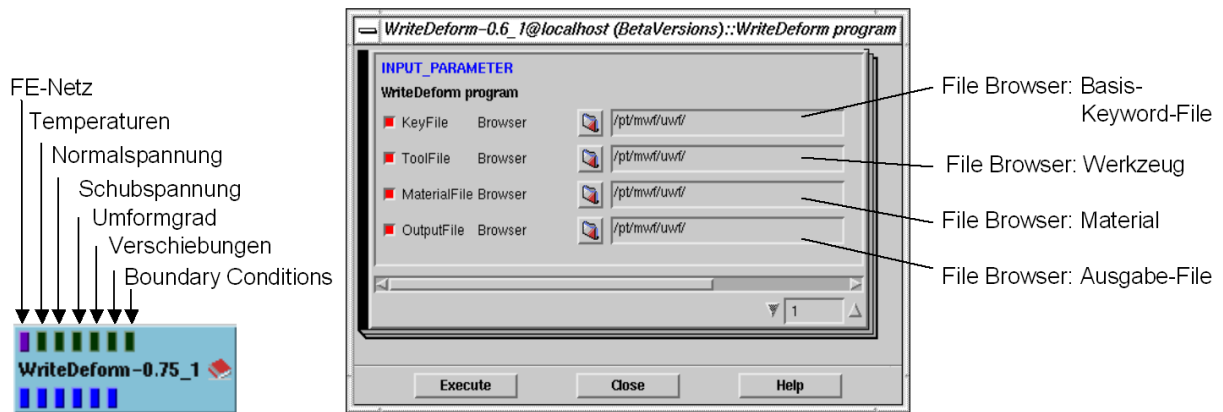 FE-Netz
Temperaturen
Normalspannung
Schubspannung
Umformgrad
Verschiebungen
Boundary Conditions
WriteDeform-0.75_1
WriteDeform-0.6_1@localhost (BetaVersions)::WriteDeform program
INPUT_PARAMETER
WriteDeform program
KeyFile Browser /pt/mwf/uwf/
ToolFile Browser /pt/mwf/uwf/
MaterialFile Browser /pt/mwf/uwf/
OutputFile Browser /pt/mwf/uwf/
1
Execute Close Help
File Browser: Basis-
Keyword-File
File Browser: Werkzeug
File Browser: Material
File Browser: Ausgabe-File